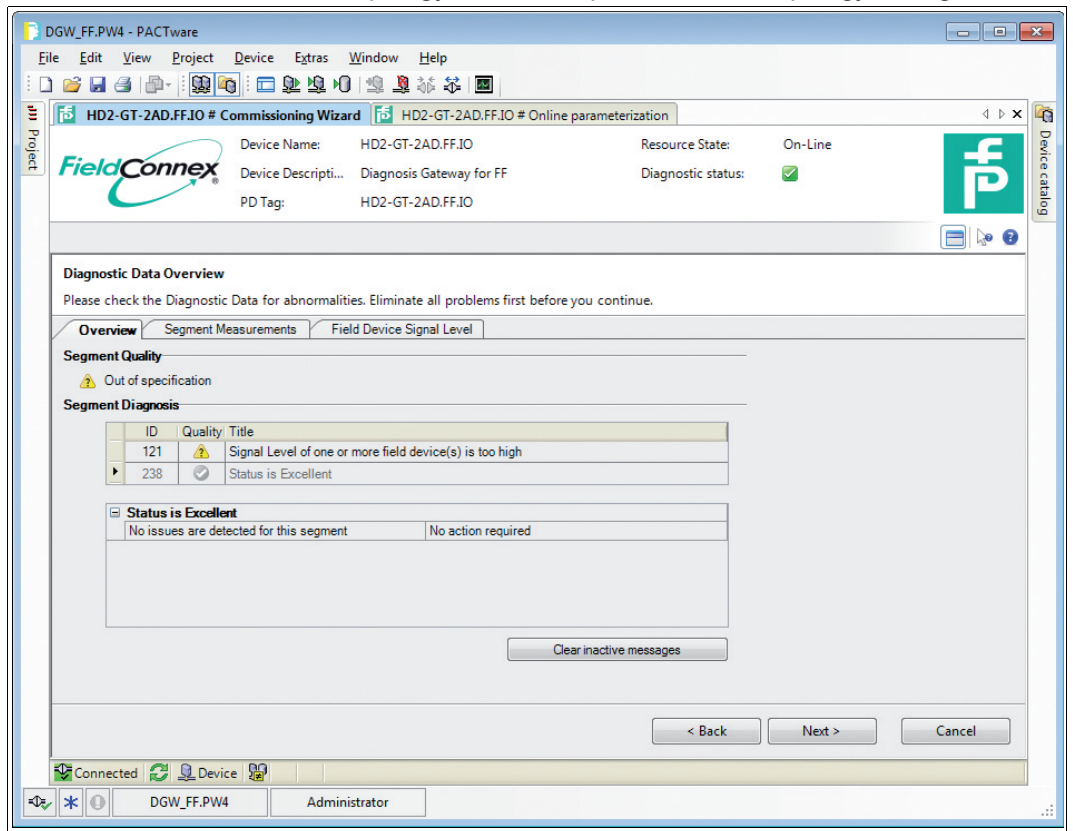 DGW_FF.PW4 - PACTware
File Edit View Project Device Extras Window Help
HD2-GT-2AD.FF.IO # Commissioning Wizard HD2-GT-2AD.FF.IO # Online parameterization
Project
Device catalog
FieldConnex®
Device Name: HD2-GT-2AD.FF.IO Resource State: On-Line
Device Descripti... Diagnosis Gateway for FF Diagnostic status:
PD Tag: HD2-GT-2AD.FF.IO
Diagnostic Data Overview
Please check the Diagnostic Data for abnormalities. Eliminate all problems first before you continue.
Overview Segment Measurements Field Device Signal Level
Segment Quality
Out of specification
Segment Diagnosis
ID Quality Title
121 Signal Level of one or more field device(s) is too high
238 Status is Excellent
Status is Excellent
No issues are detected for this segment No action required
Clear inactive messages
< Back Next > Cancel
Connected Device
DGW_FF.PW4 Administrator